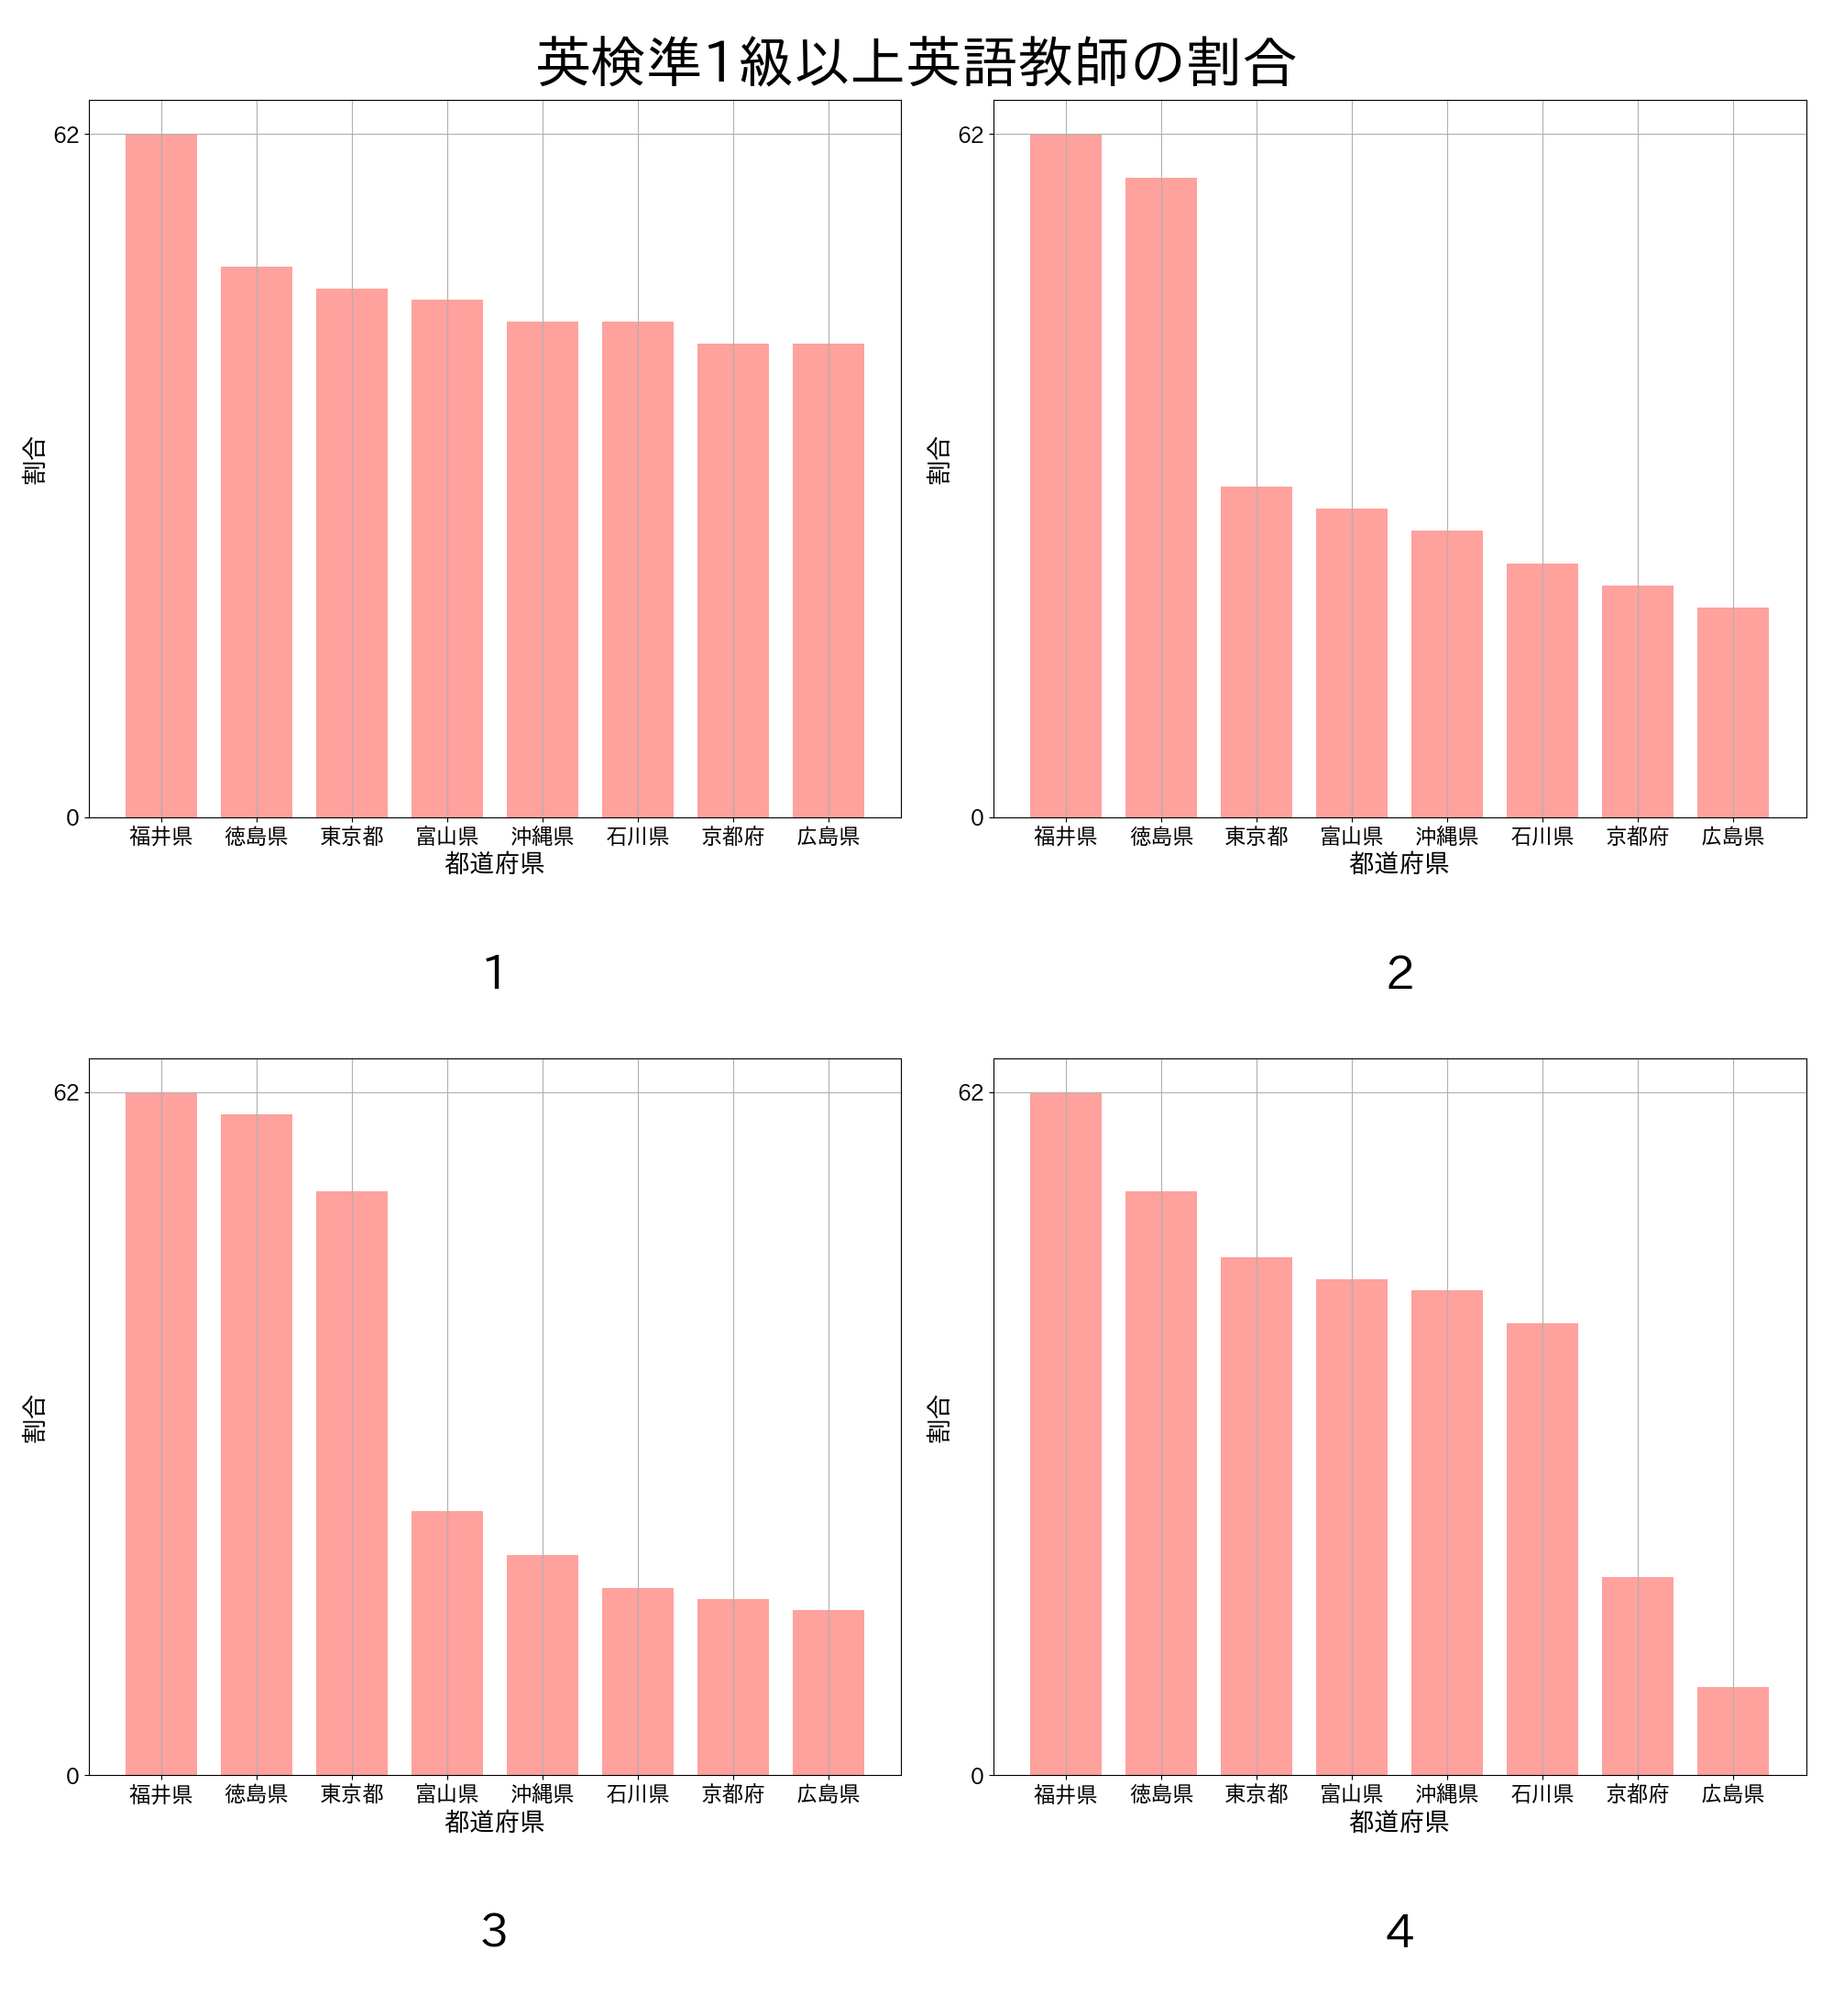 英検準1級以上英語教師の割合
62
割合
0
福井県 徳島県 東京都 富山県 沖縄県 石川県 京都府 広島県
都道府県
1
62
割合
0
福井県 徳島県 東京都 富山県 沖縄県 石川県 京都府 広島県
都道府県
2
62
割合
0
福井県 徳島県 東京都 富山県 沖縄県 石川県 京都府 広島県
都道府県
3
62
割合
0
福井県 徳島県 東京都 富山県 沖縄県 石川県 京都府 広島県
都道府県
4